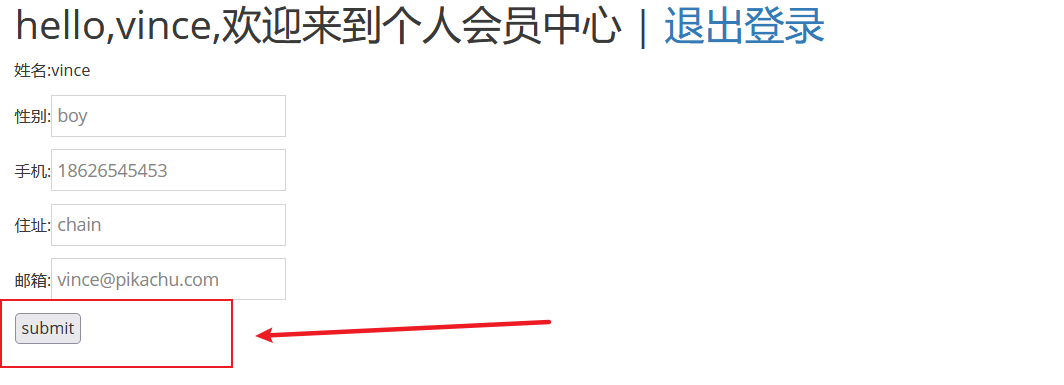 hello,vince,欢迎来到个人会员中心 | 退出登录
姓名:vince
性别:boy
手机:18626545453
住址:chain
邮箱:vince@pikachu.com
submit